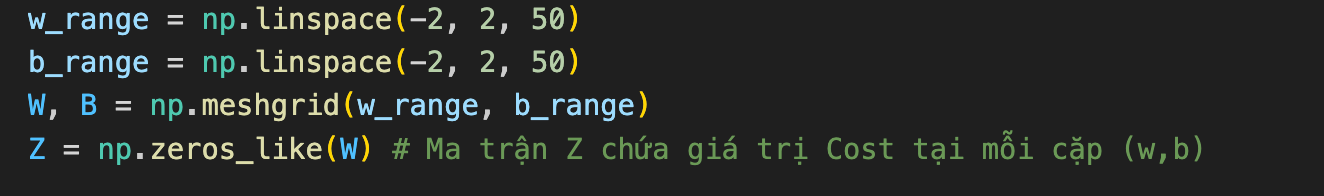 w_range = np.linspace(-2, 2, 50)
b_range = np.linspace(-2, 2, 50)
W, B = np.meshgrid(w_range, b_range)
Z = np.zeros_like(W) # Ma trận Z chứa giá trị Cost tại mỗi cặp (w,b)